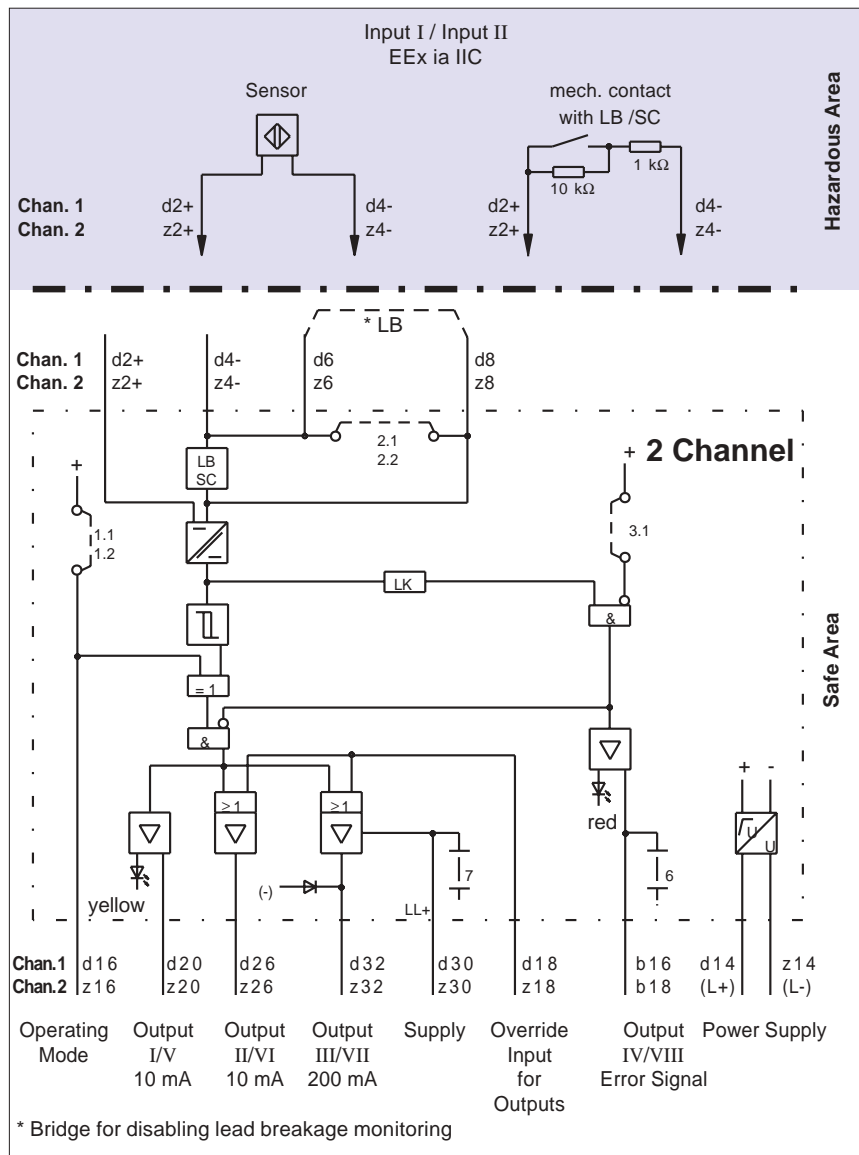 Input I / Input II
EEx ia IIC
Sensor
mech. contact
with LB /SC
1 kΩ
10 kΩ
Hazardous Area
Chan. 1 d2+ d4- d2+ d4-
Chan. 2 z2+ z4- z2+ z4-
* LB
Chan. 1 d2+ d4- d6 d8
Chan. 2 z2+ z4- z6 z8
2.1
2.2
2 Channel
LB
SC
+
+
1.1
1.2
3.1
LK
&
= 1
&
Safe Area
>1
>1
+ -
red
U
U
7
6
yellow
(-)
LL+
Chan.1 d16 d20 d26 d32 d30 d18 b16 d14 z14
Chan.2 z16 z20 z26 z32 z30 z18 b18 (L+) (L-)
Operating Output Output Output Supply Override Output Power Supply
Mode I/V II/VI III/VII Input IV/VIII
10 mA 10 mA 200 mA for Error Signal
Outputs
* Bridge for disabling lead breakage monitoring